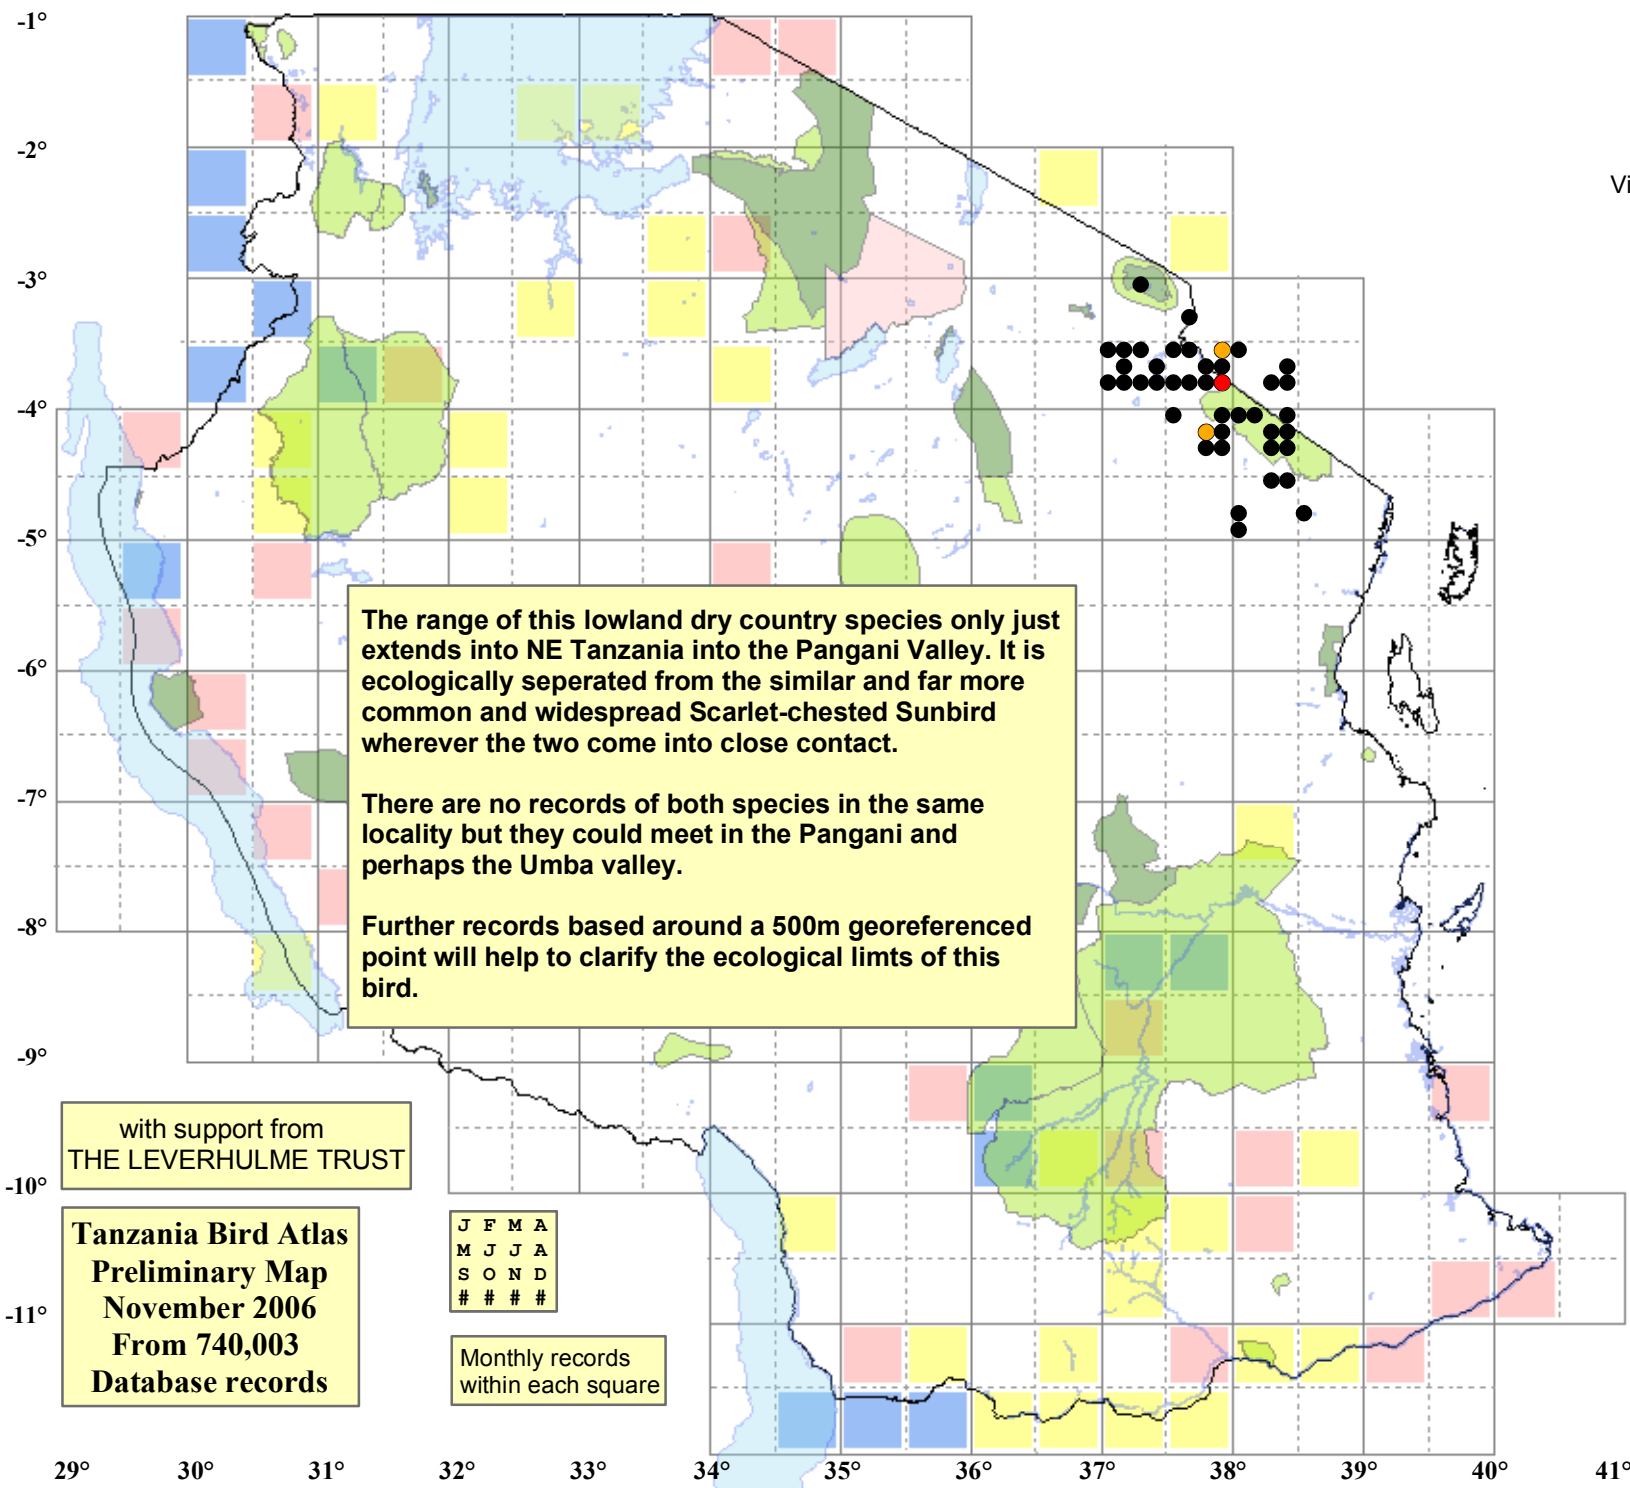 -1°
Vi
-2°
-3°
-4°
-5°
The range of this lowland dry country species only just
extends into NE Tanzania into the Pangani Valley. It is
ecologically seperated from the similar and far more
common and widespread Scarlet-chested Sunbird
wherever the two come into close contact.
There are no records of both species in the same
locality but they could meet in the Pangani and
perhaps the Umba valley.
Further records based around a 500m georeferenced
point will help to clarify the ecological limts of this
bird.
-6°
-7°
-8°
-9°
with support from
THE LEVERHULME TRUST
-10°
Tanzania Bird Atlas
Preliminary Map
November 2006
From 740,003
Database records
J F M A
M J J A
S O N D
# # # #
-11°
Monthly records
within each square
29° 30° 31° 32° 33° 34° 35° 36° 37° 38° 39° 40° 41°